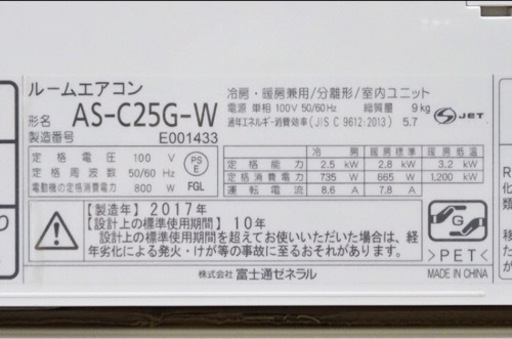 ルームエアコン
形名 AS-C25G-W
製造番号 E001433
冷房・暖房兼用/分離形/室内ユニット
電源 単相100V 50/60Hz 総質量 9kg
通年エネルギー消費効率(JIS C 9612:2013) 5.7
S JET
定格電圧 100 V
定格周波数 50/60 Hz
電動機の定格消費電力 800 W
PS
E
FGL
冷房 暖房標準 暖房低温
定格能力 2.5 kW 2.8 kW 3.2 kW
定格消費電力 735 W 665 W 1,200 kW
運転電流 8.6 A 7.8 A
【製造年】2017年
【設計上の標準使用期間】10年
設計上の標準使用期間を超えてお使いいただいた場合は、経
年劣化による発火・けが等の事故に至るおそれがあります。
G
>PET<
株式会社 富士通ゼネラル
MADE IN CHINA